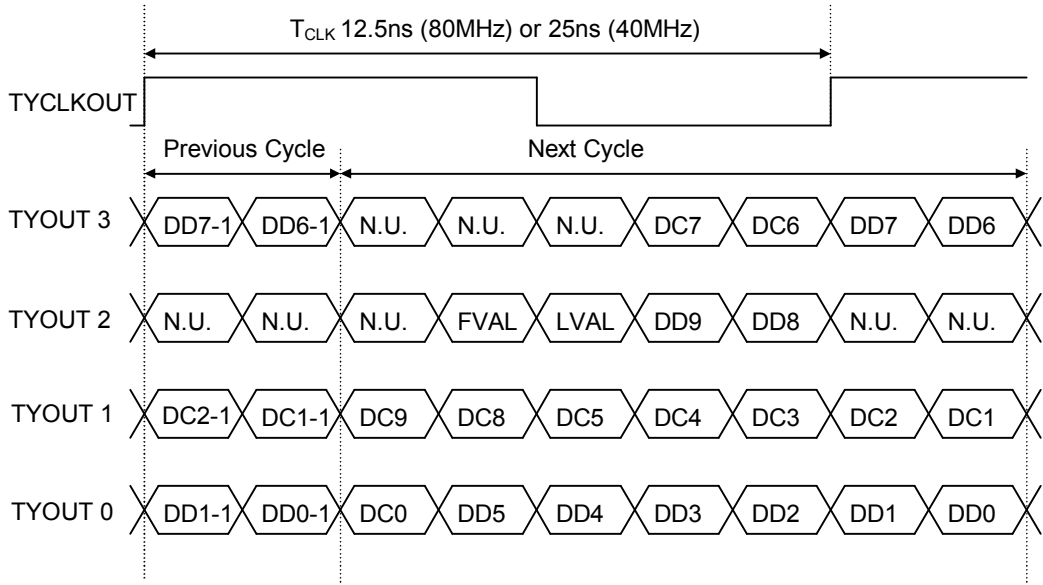 TCLK 12.5ns (80MHz) or 25ns (40MHz)
TYCLKOUT
Previous Cycle Next Cycle
TYOUT 3 DD7-1 DD6-1 N.U. N.U. N.U. DC7 DC6 DD7 DD6
TYOUT 2 N.U. N.U. N.U. FVAL LVAL DD9 DD8 N.U. N.U.
TYOUT 1 DC2-1 DC1-1 DC9 DC8 DC5 DC4 DC3 DC2 DC1
TYOUT 0 DD1-1 DD0-1 DC0 DD5 DD4 DD3 DD2 DD1 DD0